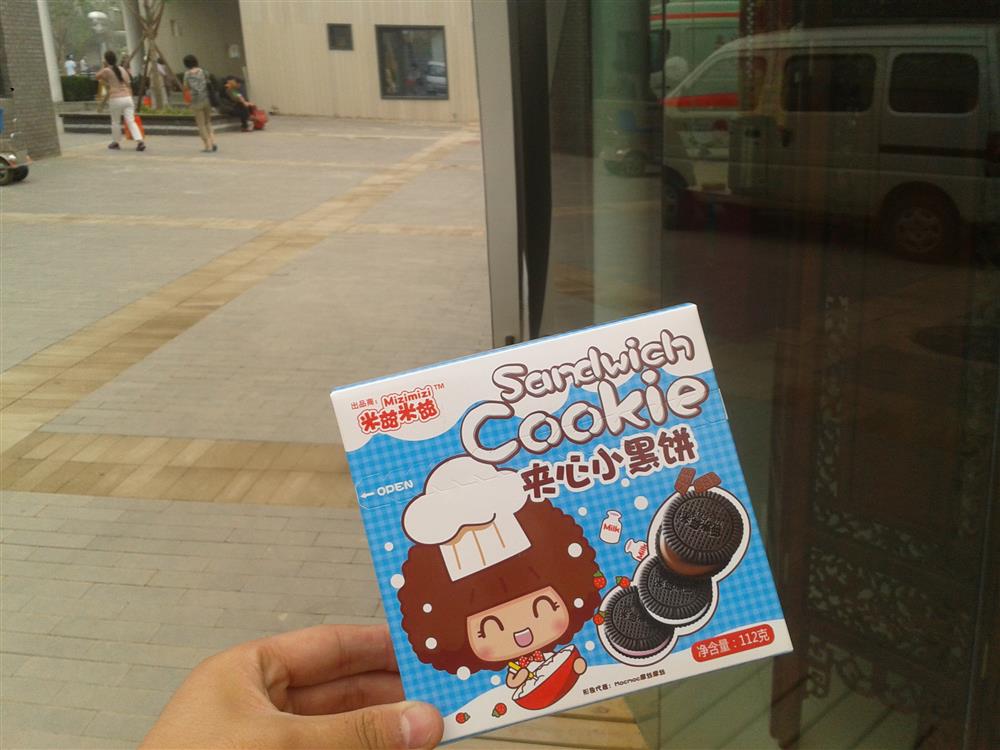 出品商：
Mizimizi™
米兹米兹
Sandwich
Cookie
夹心小黑饼
← OPEN
Milk
Milk
净含量：112克